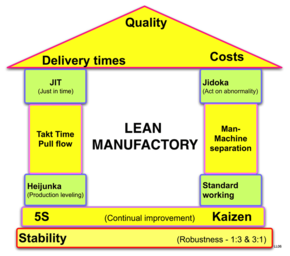 Quality
Delivery times
Costs
JIT
(Just in time)
Jidoka
(Act on abnormality)
Takt Time
Pull flow
LEAN
MANUFACTORY
Man-
Machine
separation
Heijunka
(Production leveling)
Standard
working
5S
(Continual improvement)
Kaizen
Stability
(Robustness - 1:3 & 3:1)